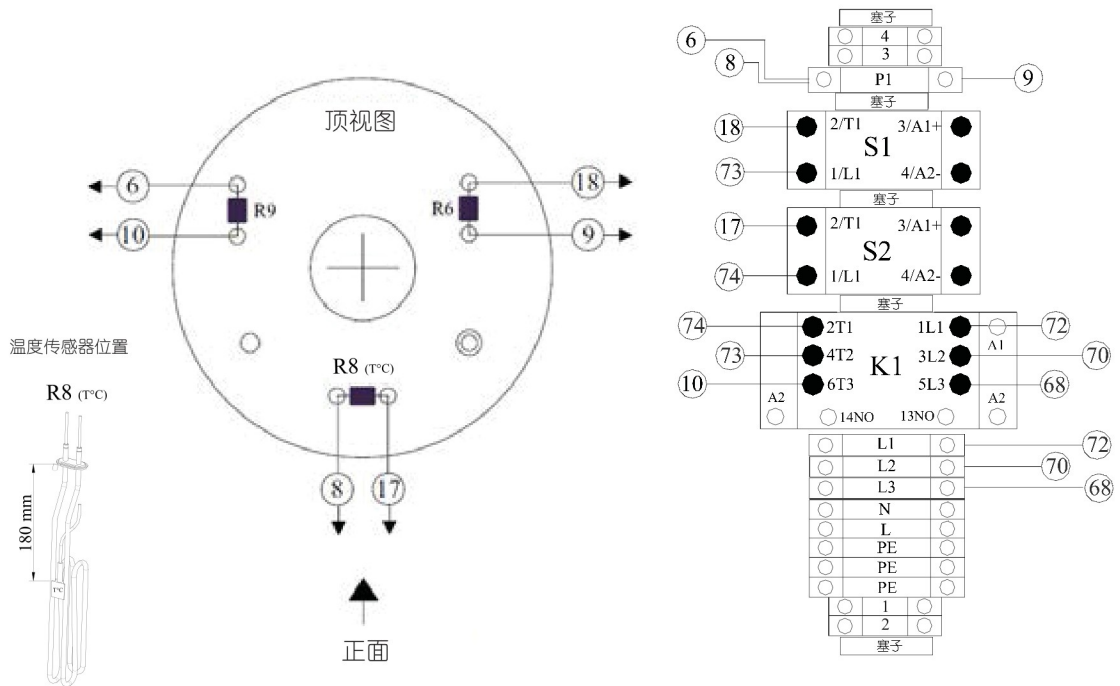 顶视图
6
10
R9
R6
18
9
R8 (T°C)
8
17
正面
温度传感器位置
R8 (T°C)
180 mm
T°C
塞子
4
3
6
8
P1
9
塞子
18
2/T1
3/A1+
S1
73
1/L1
4/A2-
塞子
17
2/T1
3/A1+
S2
74
1/L1
4/A2-
塞子
74
2T1
1L1
72
A1
73
4T2
K1
3L2
70
10
6T3
5L3
68
A2
14NO
13NO
A2
L1
72
L2
70
L3
68
N
L
PE
PE
PE
1
2
塞子